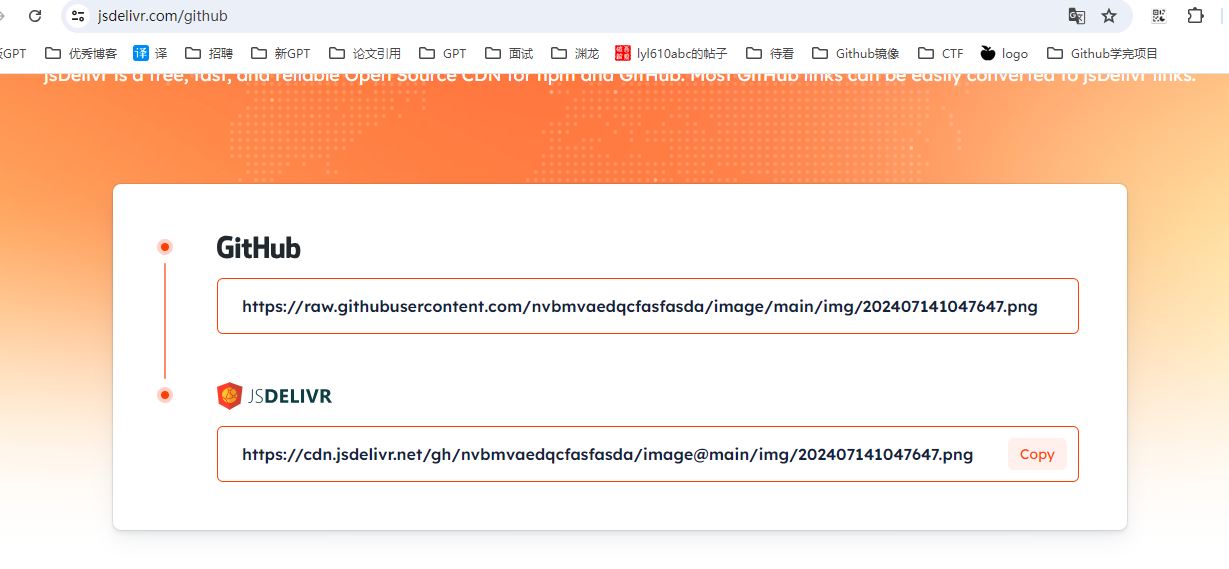 jsdelivr.com/github
GPT 优秀博客 译 译 招聘 新GPT 论文引用 GPT 面试 渊龙 lyl610abc的帖子 待看 Github镜像 CTF logo Github学完项目
jsDelivr is a free, fast, and reliable Open Source CDN for npm and GitHub. Most GitHub links can be easily converted to jsDelivr links.
GitHub
https://raw.githubusercontent.com/nvbmvaedqcfasfasda/image/main/img/202407141047647.png
JSDELIVR
https://cdn.jsdelivr.net/gh/nvbmvaedqcfasfasda/image@main/img/202407141047647.png
Copy